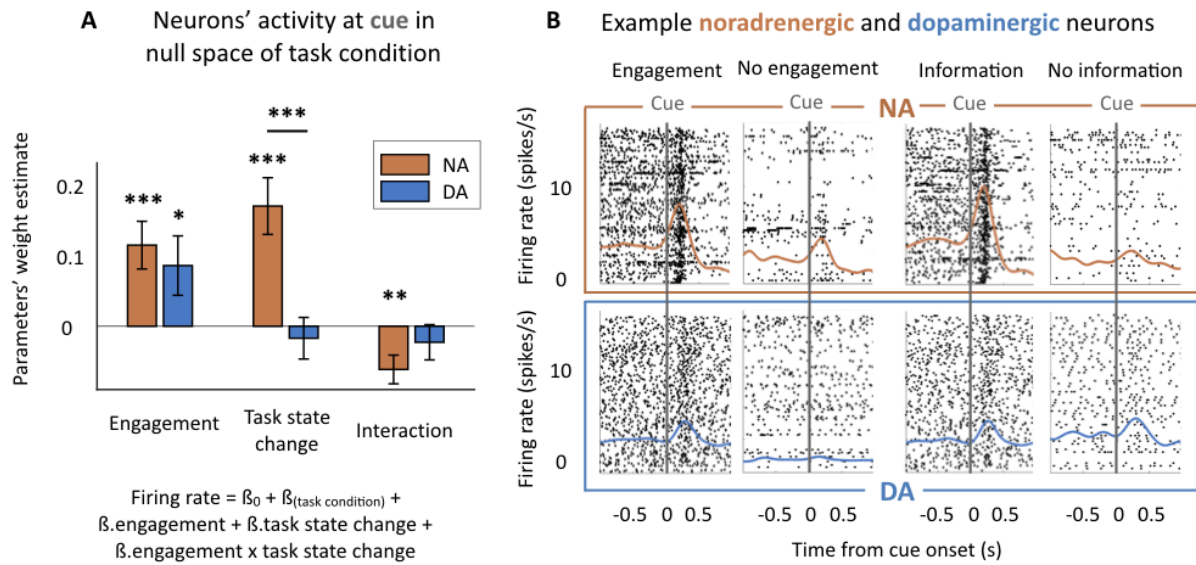 A
Neurons' activity at cue in
null space of task condition
Parameters' weight estimate
0.2
0.1
0
***
*
***
***
**
NA
DA
Engagement
Task state
change
Interaction
Firing rate = ß0 + ß(task condition) +
ß.engagement + ß.task state change +
ß.engagement x task state change
B
Example noradrenergic and dopaminergic neurons
Engagement
No engagement
Information
No information
Cue
Cue
NA
Cue
Cue
Firing rate (spikes/s)
10
0
Firing rate (spikes/s)
10
0
DA
-0.5 0 0.5
-0.5 0 0.5
-0.5 0 0.5
-0.5 0 0.5
Time from cue onset (s)